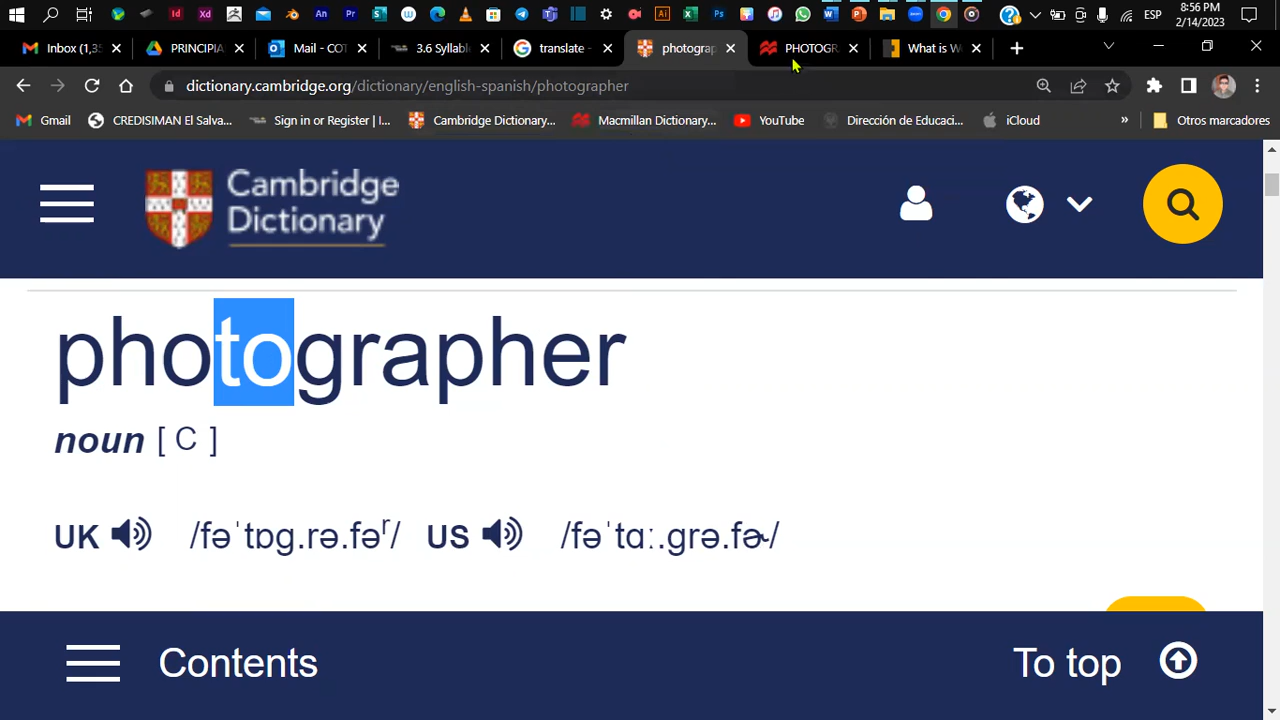 8:59 PM
ESP
2/14/2023
Inbox (1,3
PRINCIPIA
Mail - COT
3.6 Syllab
translate -
photograp
PHOTOGR
What is W
dictionary.cambridge.org/dictionary/english-spanish/photographer
Gmail
CREDISIMAN El Salva...
Sign in or Register | I...
Cambridge Dictionary...
Macmillan Dictionary...
YouTube
Dirección de Educaci...
iCloud
»
Otros marcadores
Cambridge
Dictionary
photographer
noun [ C ]
UK /fəˈtɒɡ.rə.fəʳ/ US /fəˈtɑː.ɡrə.fɚ/
Contents
To top